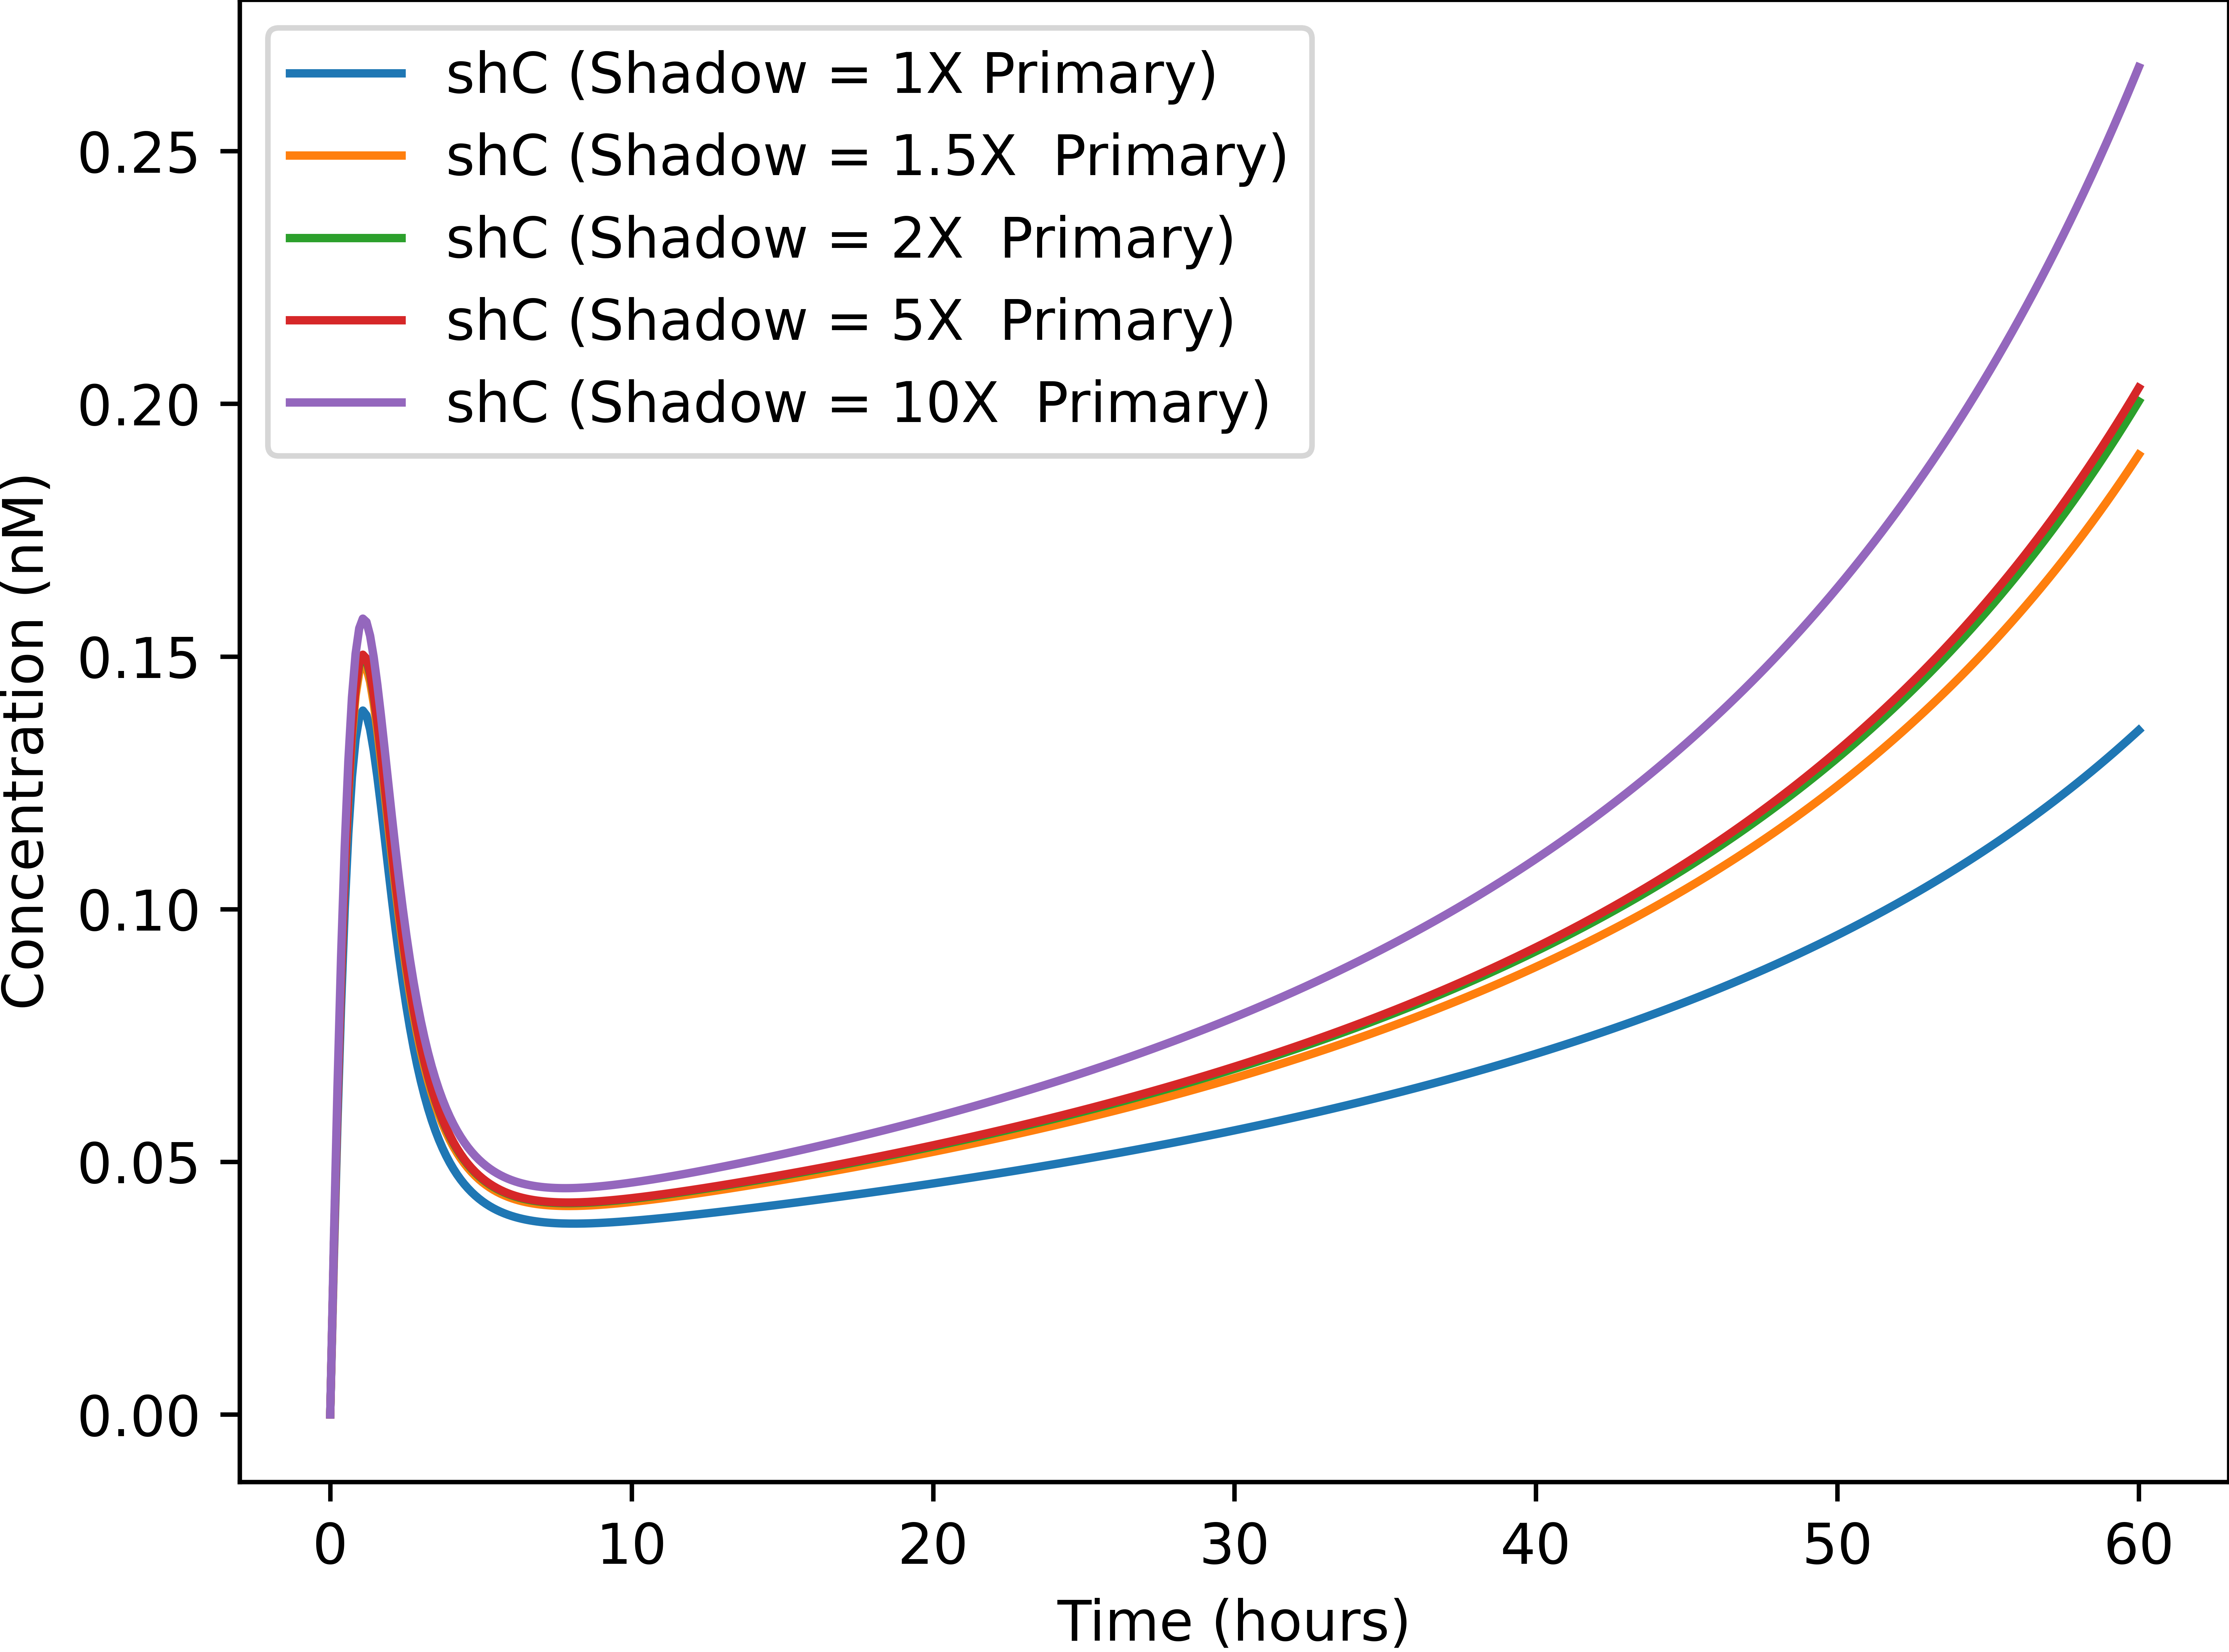 shC (Shadow = 1X Primary)
shC (Shadow = 1.5X  Primary)
shC (Shadow = 2X  Primary)
shC (Shadow = 5X  Primary)
shC (Shadow = 10X  Primary)
0.25
0.20
0.15
0.10
0.05
0.00
Concentration (nM)
0 10 20 30 40 50 60
Time (hours)